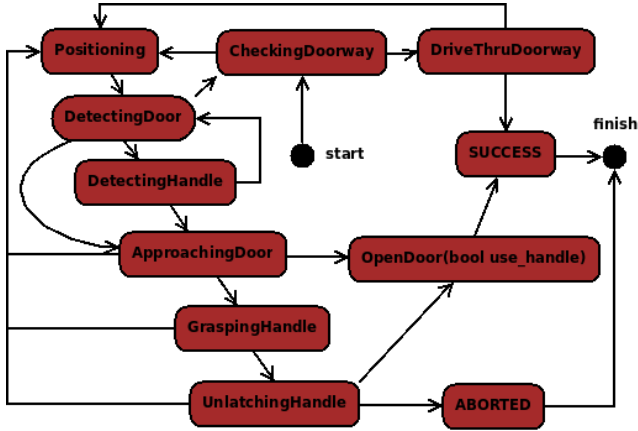 Positioning
CheckingDoorway
DriveThruDoorway
DetectingDoor
finish
start
SUCCESS
DetectingHandle
ApproachingDoor
OpenDoor(bool use_handle)
GraspingHandle
UnlatchingHandle
ABORTED